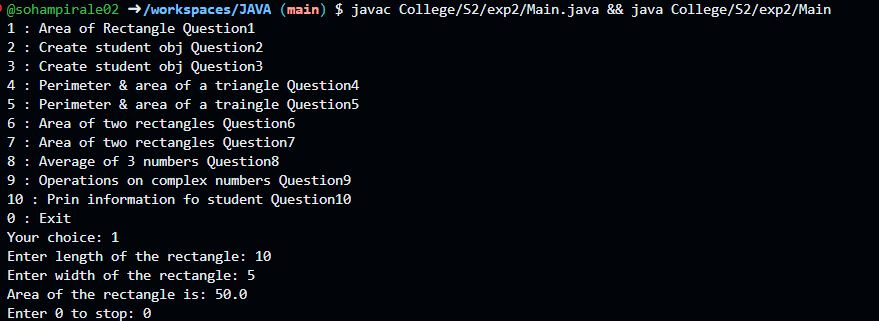 @sohampirale02 ➜/workspaces/JAVA (main) $ javac College/S2/exp2/Main.java && java College/S2/exp2/Main
1 : Area of Rectangle Question1
2 : Create student obj Question2
3 : Create student obj Question3
4 : Perimeter & area of a triangle Question4
5 : Perimeter & area of a traingle Question5
6 : Area of two rectangles Question6
7 : Area of two rectangles Question7
8 : Average of 3 numbers Question8
9 : Operations on complex numbers Question9
10 : Prin information fo student Question10
0 : Exit
Your choice: 1
Enter length of the rectangle: 10
Enter width of the rectangle: 5
Area of the rectangle is: 50.0
Enter 0 to stop: 0